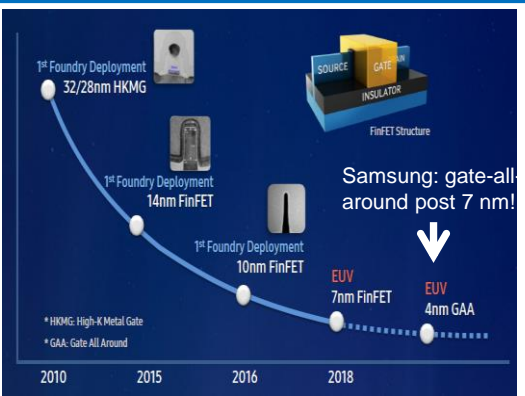 1st Foundry Deployment
32/28nm HKMG
SOURCE
GATE
INSULATOR
FinFET Structure
1st Foundry Deployment
14nm FinFET
Samsung: gate-all-
around post 7 nm!
1st Foundry Deployment
10nm FinFET
EUV
7nm FinFET
EUV
4nm GAA
* HKMG: High-K Metal Gate
* GAA: Gate All Around
2010
2015
2016
2018